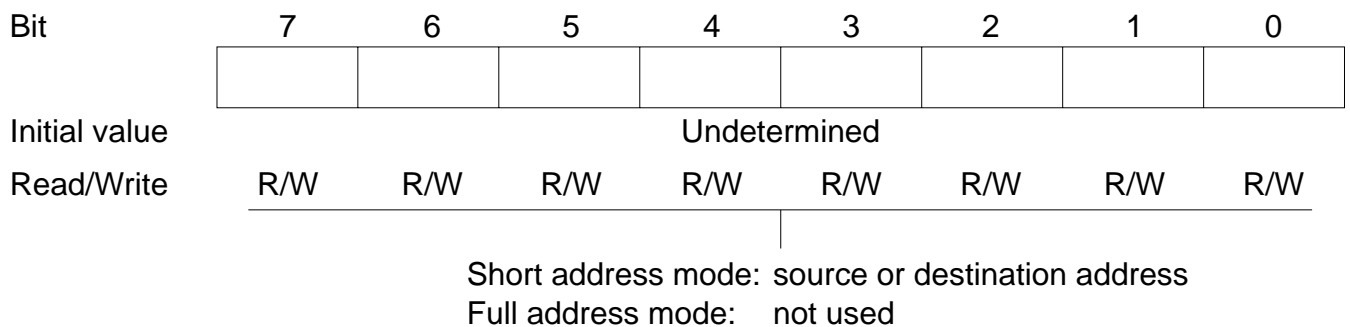 Bit 7 6 5 4 3 2 1 0
Initial value Undetermined
Read/Write R/W R/W R/W R/W R/W R/W R/W R/W
Short address mode: source or destination address
Full address mode: not used